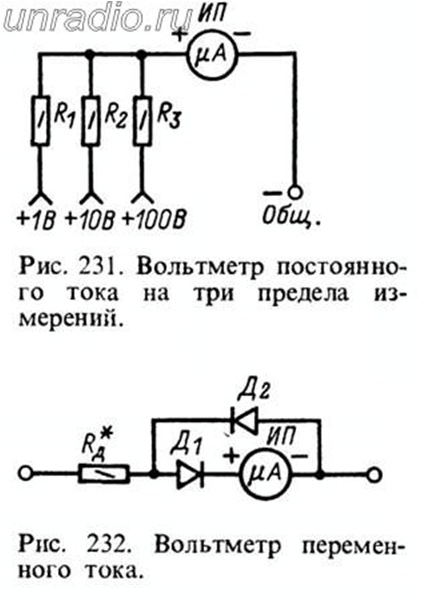 unradio.ru
ИП
+ μA −
R1 R2 R3
+1В +10В +100В
− Общ.
Рис. 231. Вольтметр постоянно-
го тока на три предела из-
мерений.
Д2
Rд* Д1 + ИП −
μA
Рис. 232. Вольтметр перемен-
ного тока.